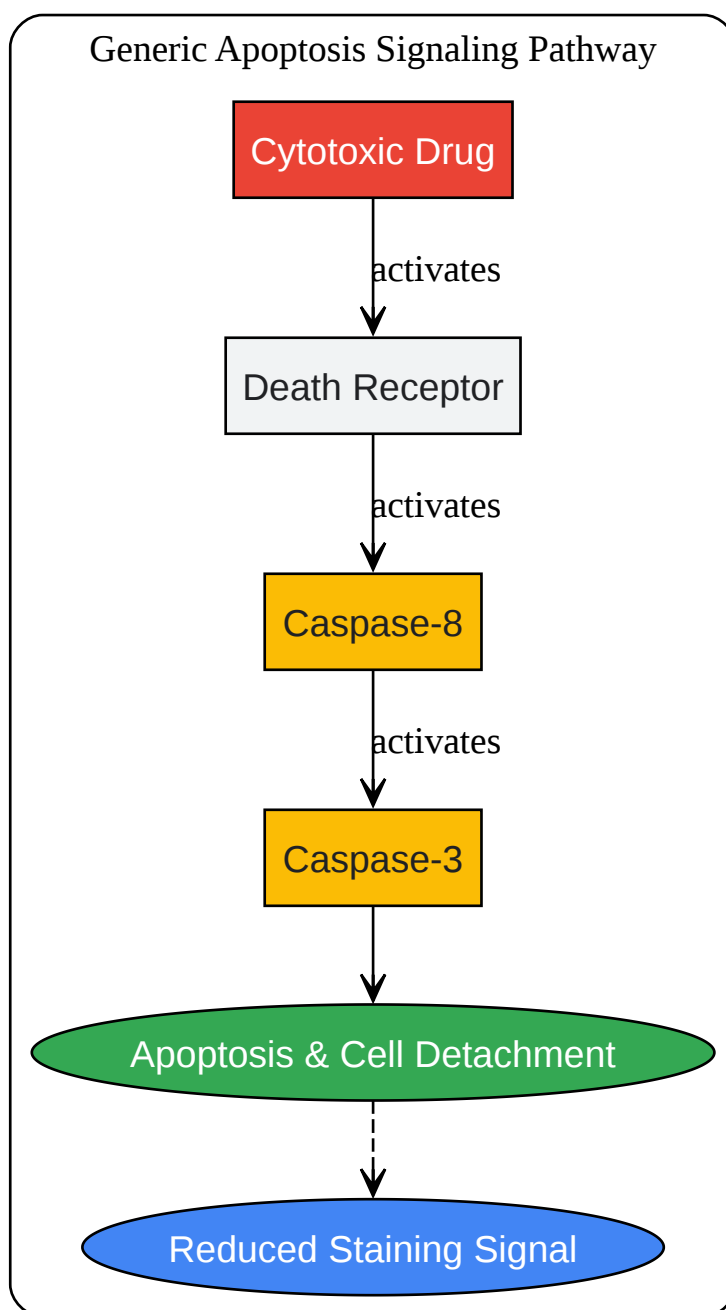 Generic Apoptosis Signaling Pathway
Cytotoxic Drug
activates
Death Receptor
activates
Caspase-8
activates
Caspase-3
Apoptosis & Cell Detachment
Reduced Staining Signal